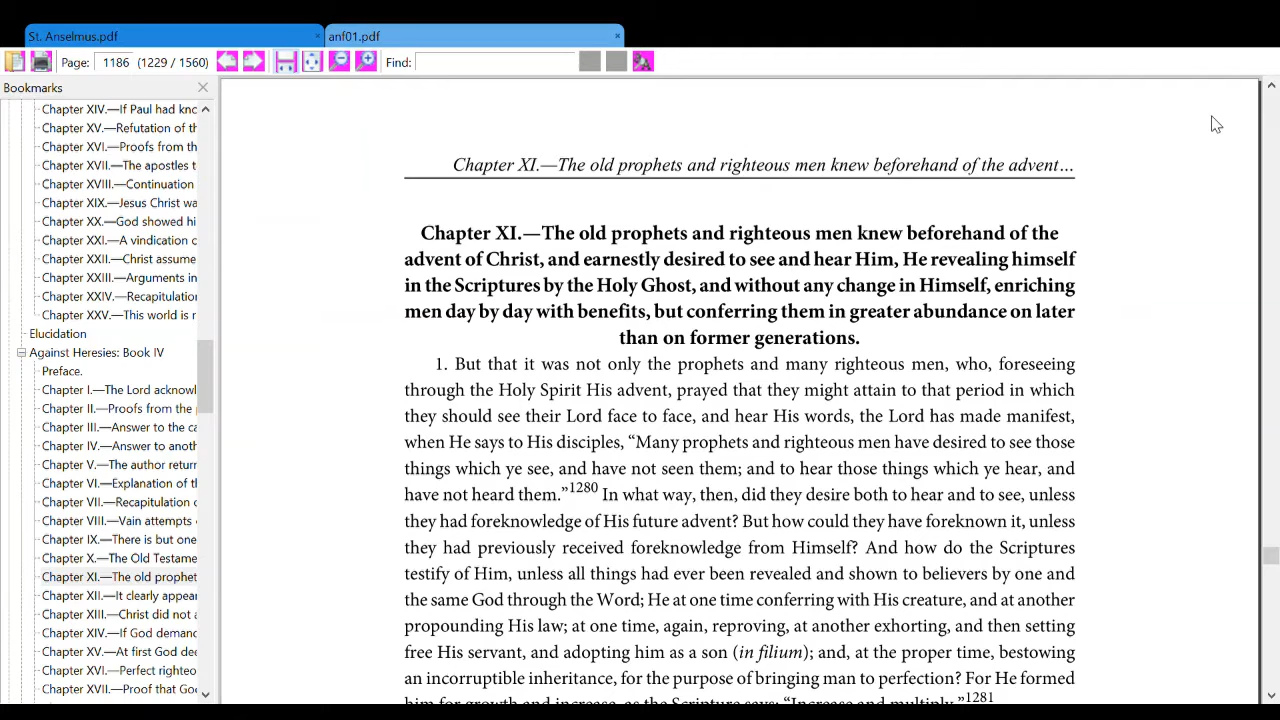 St. Anselmus.pdf × anf01.pdf ×
Page: 1186 (1229 / 1560) Find:
Bookmarks
Chapter XIV.—If Paul had kno
Chapter XV.—Refutation of th
Chapter XVI.—Proofs from th
Chapter XVII.—The apostles t
Chapter XVIII.—Continuation
Chapter XIX.—Jesus Christ wa
Chapter XX.—God showed hi
Chapter XXI.—A vindication c
Chapter XXII.—Christ assume
Chapter XXIII.—Arguments in
Chapter XXIV.—Recapitulation
Chapter XXV.—This world is r
Elucidation
Against Heresies: Book IV
Preface.
Chapter I.—The Lord acknowl
Chapter II.—Proofs from the
Chapter III.—Answer to the ca
Chapter IV.—Answer to anoth
Chapter V.—The author return
Chapter VI.—Explanation of th
Chapter VII.—Recapitulation c
Chapter VIII.—Vain attempts
Chapter IX.—There is but one
Chapter X.—The Old Testame
Chapter XI.—The old prophet
Chapter XII.—It clearly appear
Chapter XIII.—Christ did not a
Chapter XIV.—If God demand
Chapter XV.—At first God dee
Chapter XVI.—Perfect righteo
Chapter XVII.—Proof that God
Chapter XI.—The old prophets and righteous men knew beforehand of the advent…
Chapter XI.—The old prophets and righteous men knew beforehand of the
advent of Christ, and earnestly desired to see and hear Him, He revealing himself
in the Scriptures by the Holy Ghost, and without any change in Himself, enriching
men day by day with benefits, but conferring them in greater abundance on later
than on former generations.
1. But that it was not only the prophets and many righteous men, who, foreseeing
through the Holy Spirit His advent, prayed that they might attain to that period in which
they should see their Lord face to face, and hear His words, the Lord has made manifest,
when He says to His disciples, “Many prophets and righteous men have desired to see those
things which ye see, and have not seen them; and to hear those things which ye hear, and
have not heard them.”1280 In what way, then, did they desire both to hear and to see, unless
they had foreknowledge of His future advent? But how could they have foreknown it, unless
they had previously received foreknowledge from Himself? And how do the Scriptures
testify of Him, unless all things had ever been revealed and shown to believers by one and
the same God through the Word; He at one time conferring with His creature, and at another
propounding His law; at one time, again, reproving, at another exhorting, and then setting
free His servant, and adopting him as a son (in filium); and, at the proper time, bestowing
an incorruptible inheritance, for the purpose of bringing man to perfection? For He formed
him for growth and increase, as the Scripture says: “Increase and multiply.”1281